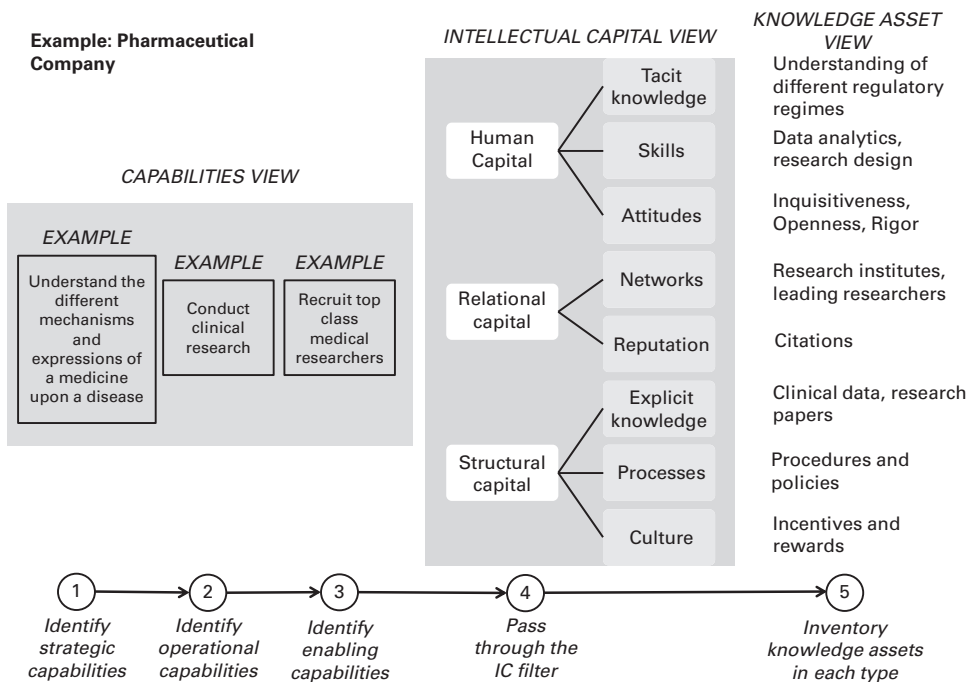 Example: Pharmaceutical
Company
CAPABILITIES VIEW
EXAMPLE
Understand the
different
mechanisms
and
expressions of
a medicine
upon a disease
EXAMPLE
Conduct
clinical
research
EXAMPLE
Recruit top
class
medical
researchers
INTELLECTUAL CAPITAL VIEW
Human
Capital
Tacit
knowledge
Skills
Attitudes
Relational
capital
Networks
Reputation
Structural
capital
Explicit
knowledge
Processes
Culture
KNOWLEDGE ASSET
VIEW
Understanding of
different regulatory
regimes
Data analytics,
research design
Inquisitiveness,
Openness, Rigor
Research institutes,
leading researchers
Citations
Clinical data, research
papers
Procedures and
policies
Incentives and
rewards
1
Identify
strategic
capabilities
2
Identify
operational
capabilities
3
Identify
enabling
capabilities
4
Pass
through the
IC filter
5
Inventory
knowledge assets
in each type